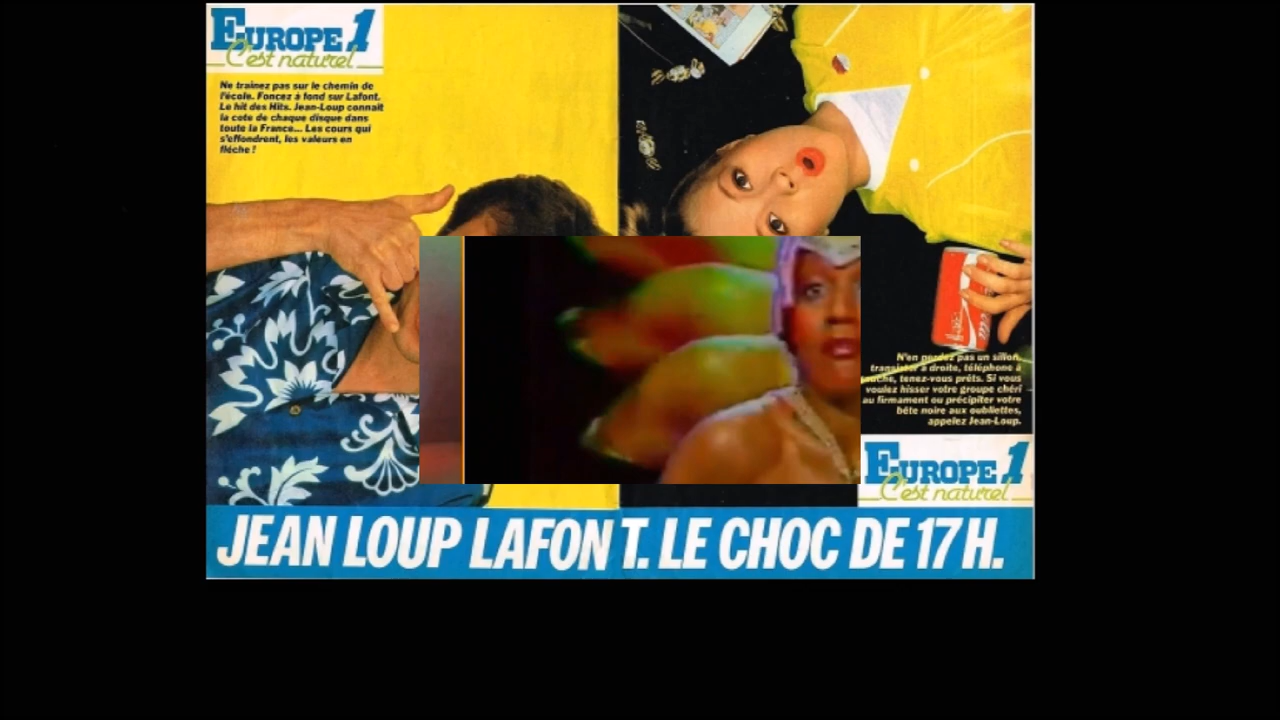 EUROPE 1
C'est naturel
Ne trainez pas sur le chemin de
l'école. Foncez à fond sur Lafont.
Le hit des Hits. Jean-Loup connait
la cote de chaque disque dans
toute la France... Les cours qui
s'effondrent, les valeurs en
flèche !
N'en perdez pas un sillon,
transistor à droite, téléphone à
gauche, tenez-vous prêts. Si vous
voulez hisser votre groupe chéri
au firmament ou précipiter votre
bête noire aux oubliettes,
appelez Jean-Loup.
EUROPE 1
C'est naturel
JEAN LOUP LAFONT. LE CHOC DE 17H.